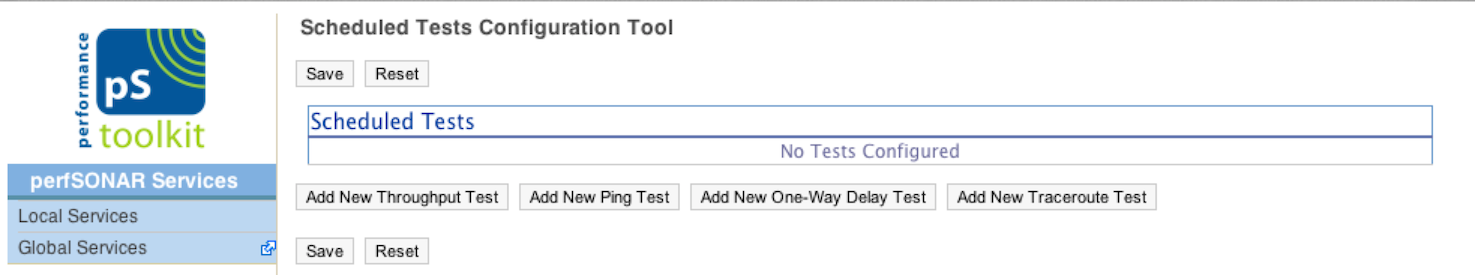 performance
pS
toolkit
perfSONAR Services
Local Services
Global Services
Scheduled Tests Configuration Tool
Save Reset
Scheduled Tests
No Tests Configured
Add New Throughput Test Add New Ping Test Add New One-Way Delay Test Add New Traceroute Test
Save Reset